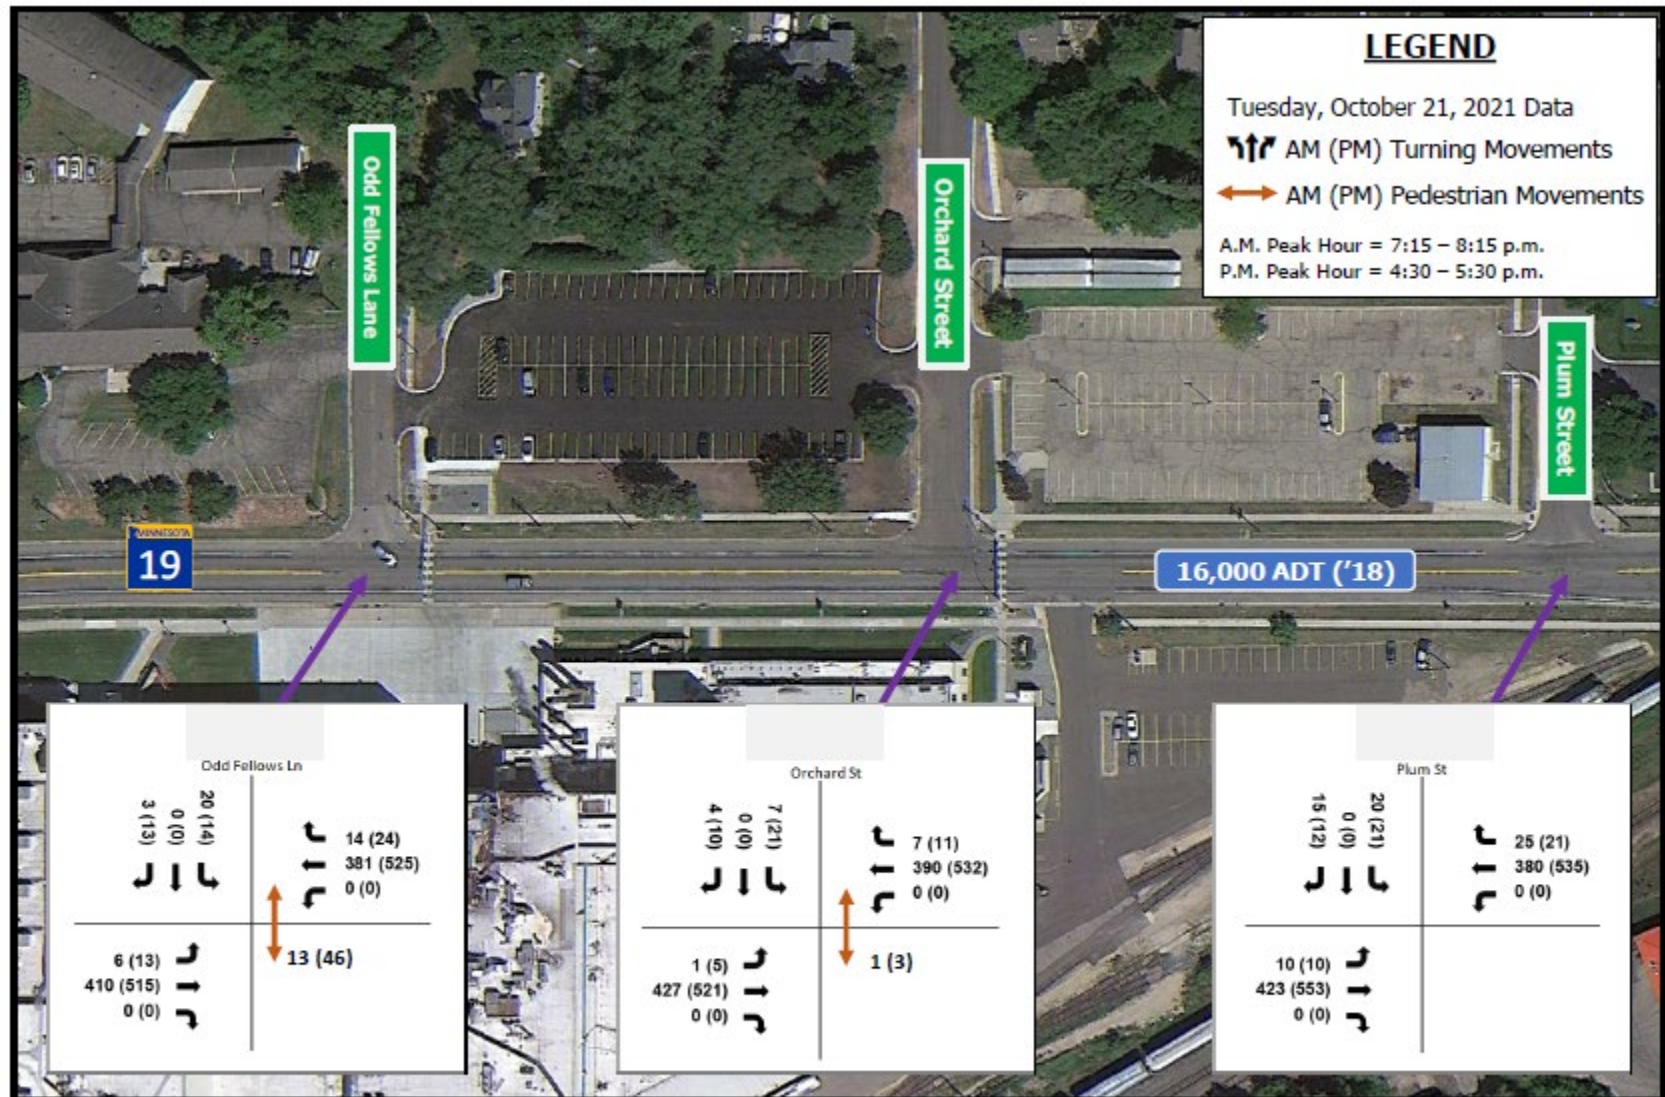 LEGEND
Tuesday, October 21, 2021 Data
AM (PM) Turning Movements
AM (PM) Pedestrian Movements
A.M. Peak Hour = 7:15 – 8:15 p.m.
P.M. Peak Hour = 4:30 – 5:30 p.m.
Odd Fellows Lane
Orchard Street
Plum Street
MINNESOTA
19
16,000 ADT ('18)
Odd Fellows Ln
3 (13)
0 (0)
20 (14)
14 (24)
381 (525)
0 (0)
6 (13)
410 (515)
0 (0)
13 (46)
Orchard St
4 (10)
0 (0)
7 (21)
7 (11)
390 (532)
0 (0)
1 (5)
427 (521)
0 (0)
1 (3)
Plum St
15 (12)
0 (0)
20 (21)
25 (21)
380 (535)
0 (0)
10 (10)
423 (553)
0 (0)